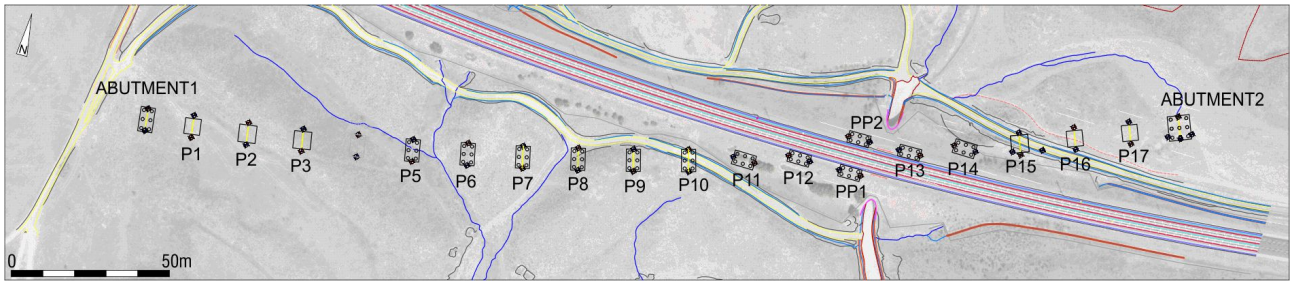 N
ABUTMENT1
P1
P2
P3
P5
P6
P7
P8
P9
P10
P11
P12
PP2
PP1
P13
P14
P15
P16
P17
ABUTMENT2
0 50m